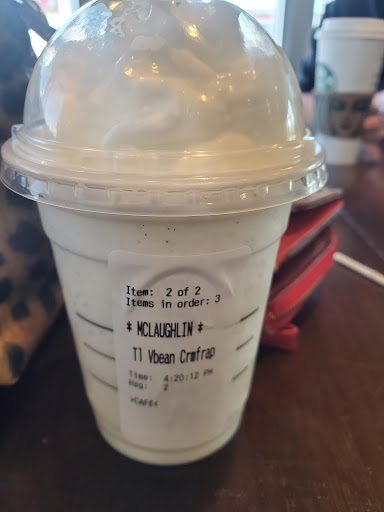 Item: 2 of 2
Items in order: 3
* MCLAUGHLIN *
Tl Vbean Crmfrap
Time: 4:20:12 PM
Reg: 2
>CAFE<